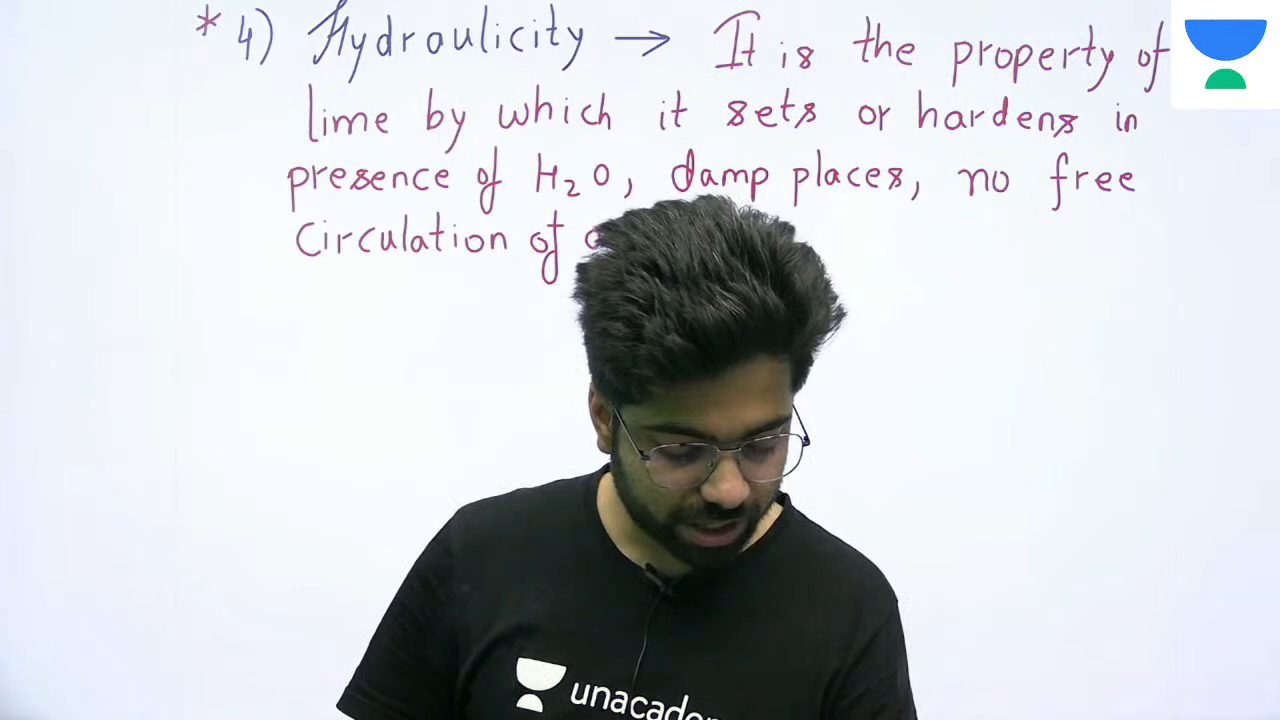 * 4) Hydraulicity → It is the property of
lime by which it sets or hardens in
presence of H₂O, damp places, no free
Circulation of
unacade